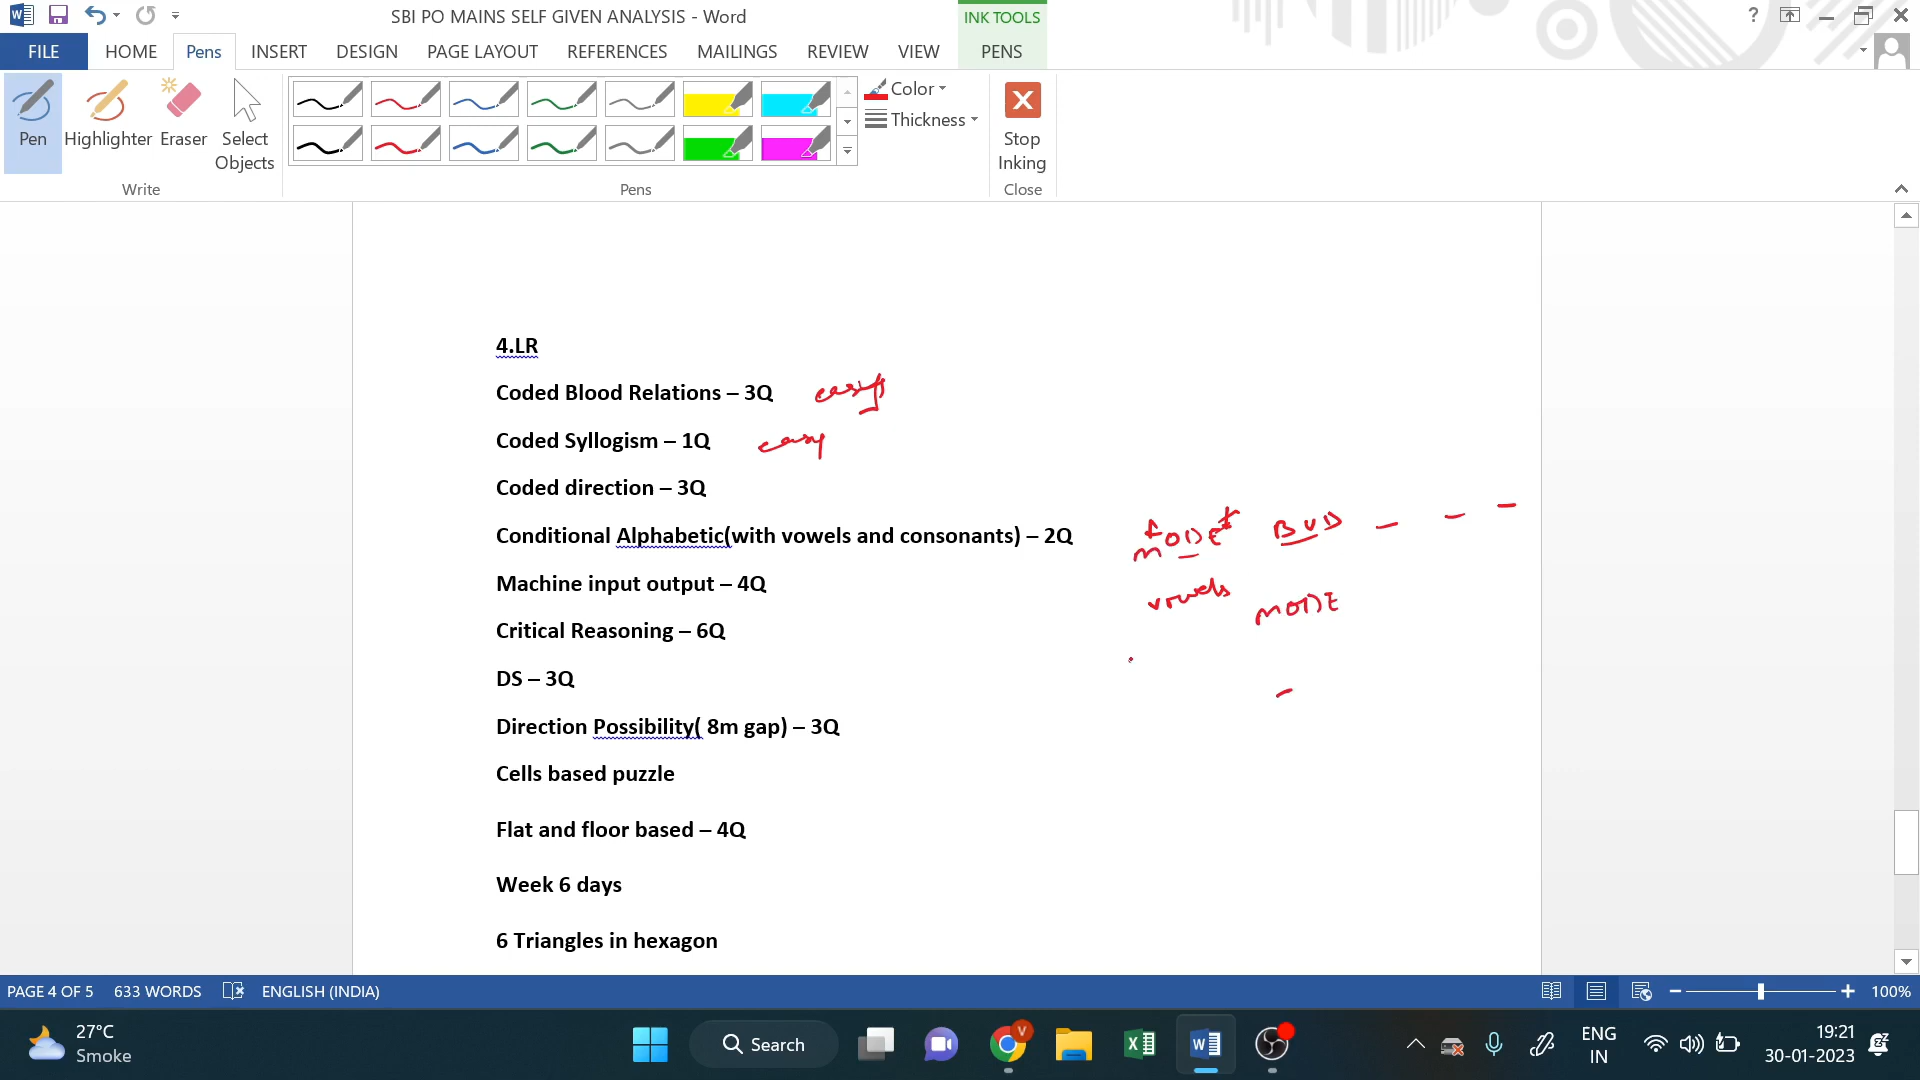 SBI PO MAINS SELF GIVEN ANALYSIS - Word
INK TOOLS
FILE HOME Pens INSERT DESIGN PAGE LAYOUT REFERENCES MAILINGS REVIEW VIEW PENS
Pen Highlighter Eraser Select Objects
Color
Thickness
Stop Inking
Write Pens Close
4.LR
Coded Blood Relations – 3Q easy
Coded Syllogism – 1Q easy
Coded direction – 3Q
Conditional Alphabetic(with vowels and consonants) – 2Q MODE BUD
Machine input output – 4Q vowels MODE
Critical Reasoning – 6Q
DS – 3Q
Direction Possibility( 8m gap) – 3Q
Cells based puzzle
Flat and floor based – 4Q
Week 6 days
6 Triangles in hexagon
PAGE 4 OF 5 633 WORDS ENGLISH (INDIA) 100%
27°C
Smoke
Search
ENG
IN
19:21
30-01-2023